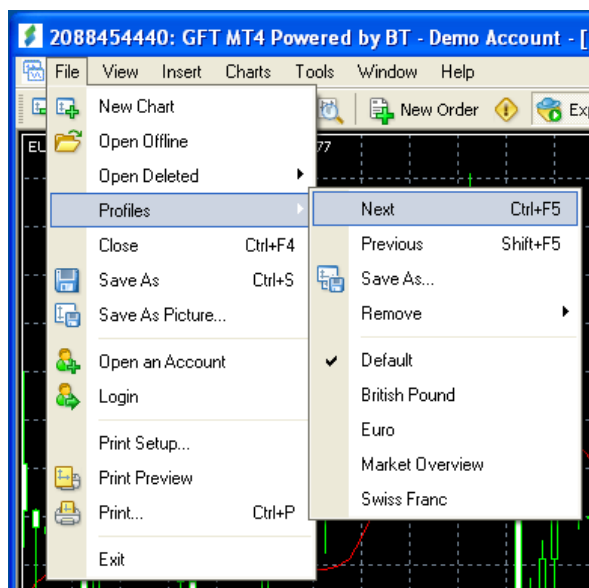 2088454440: GFT MT4 Powered by BT - Demo Account - [
File View Insert Charts Tools Window Help
New Chart
New Order
Open Offline
77
Open Deleted
Profiles
Close Ctrl+F4
Save As Ctrl+S
Save As Picture...
Open an Account
Login
Print Setup...
Print Preview
Print... Ctrl+P
Exit
Next Ctrl+F5
Previous Shift+F5
Save As...
Remove
Default
British Pound
Euro
Market Overview
Swiss Franc